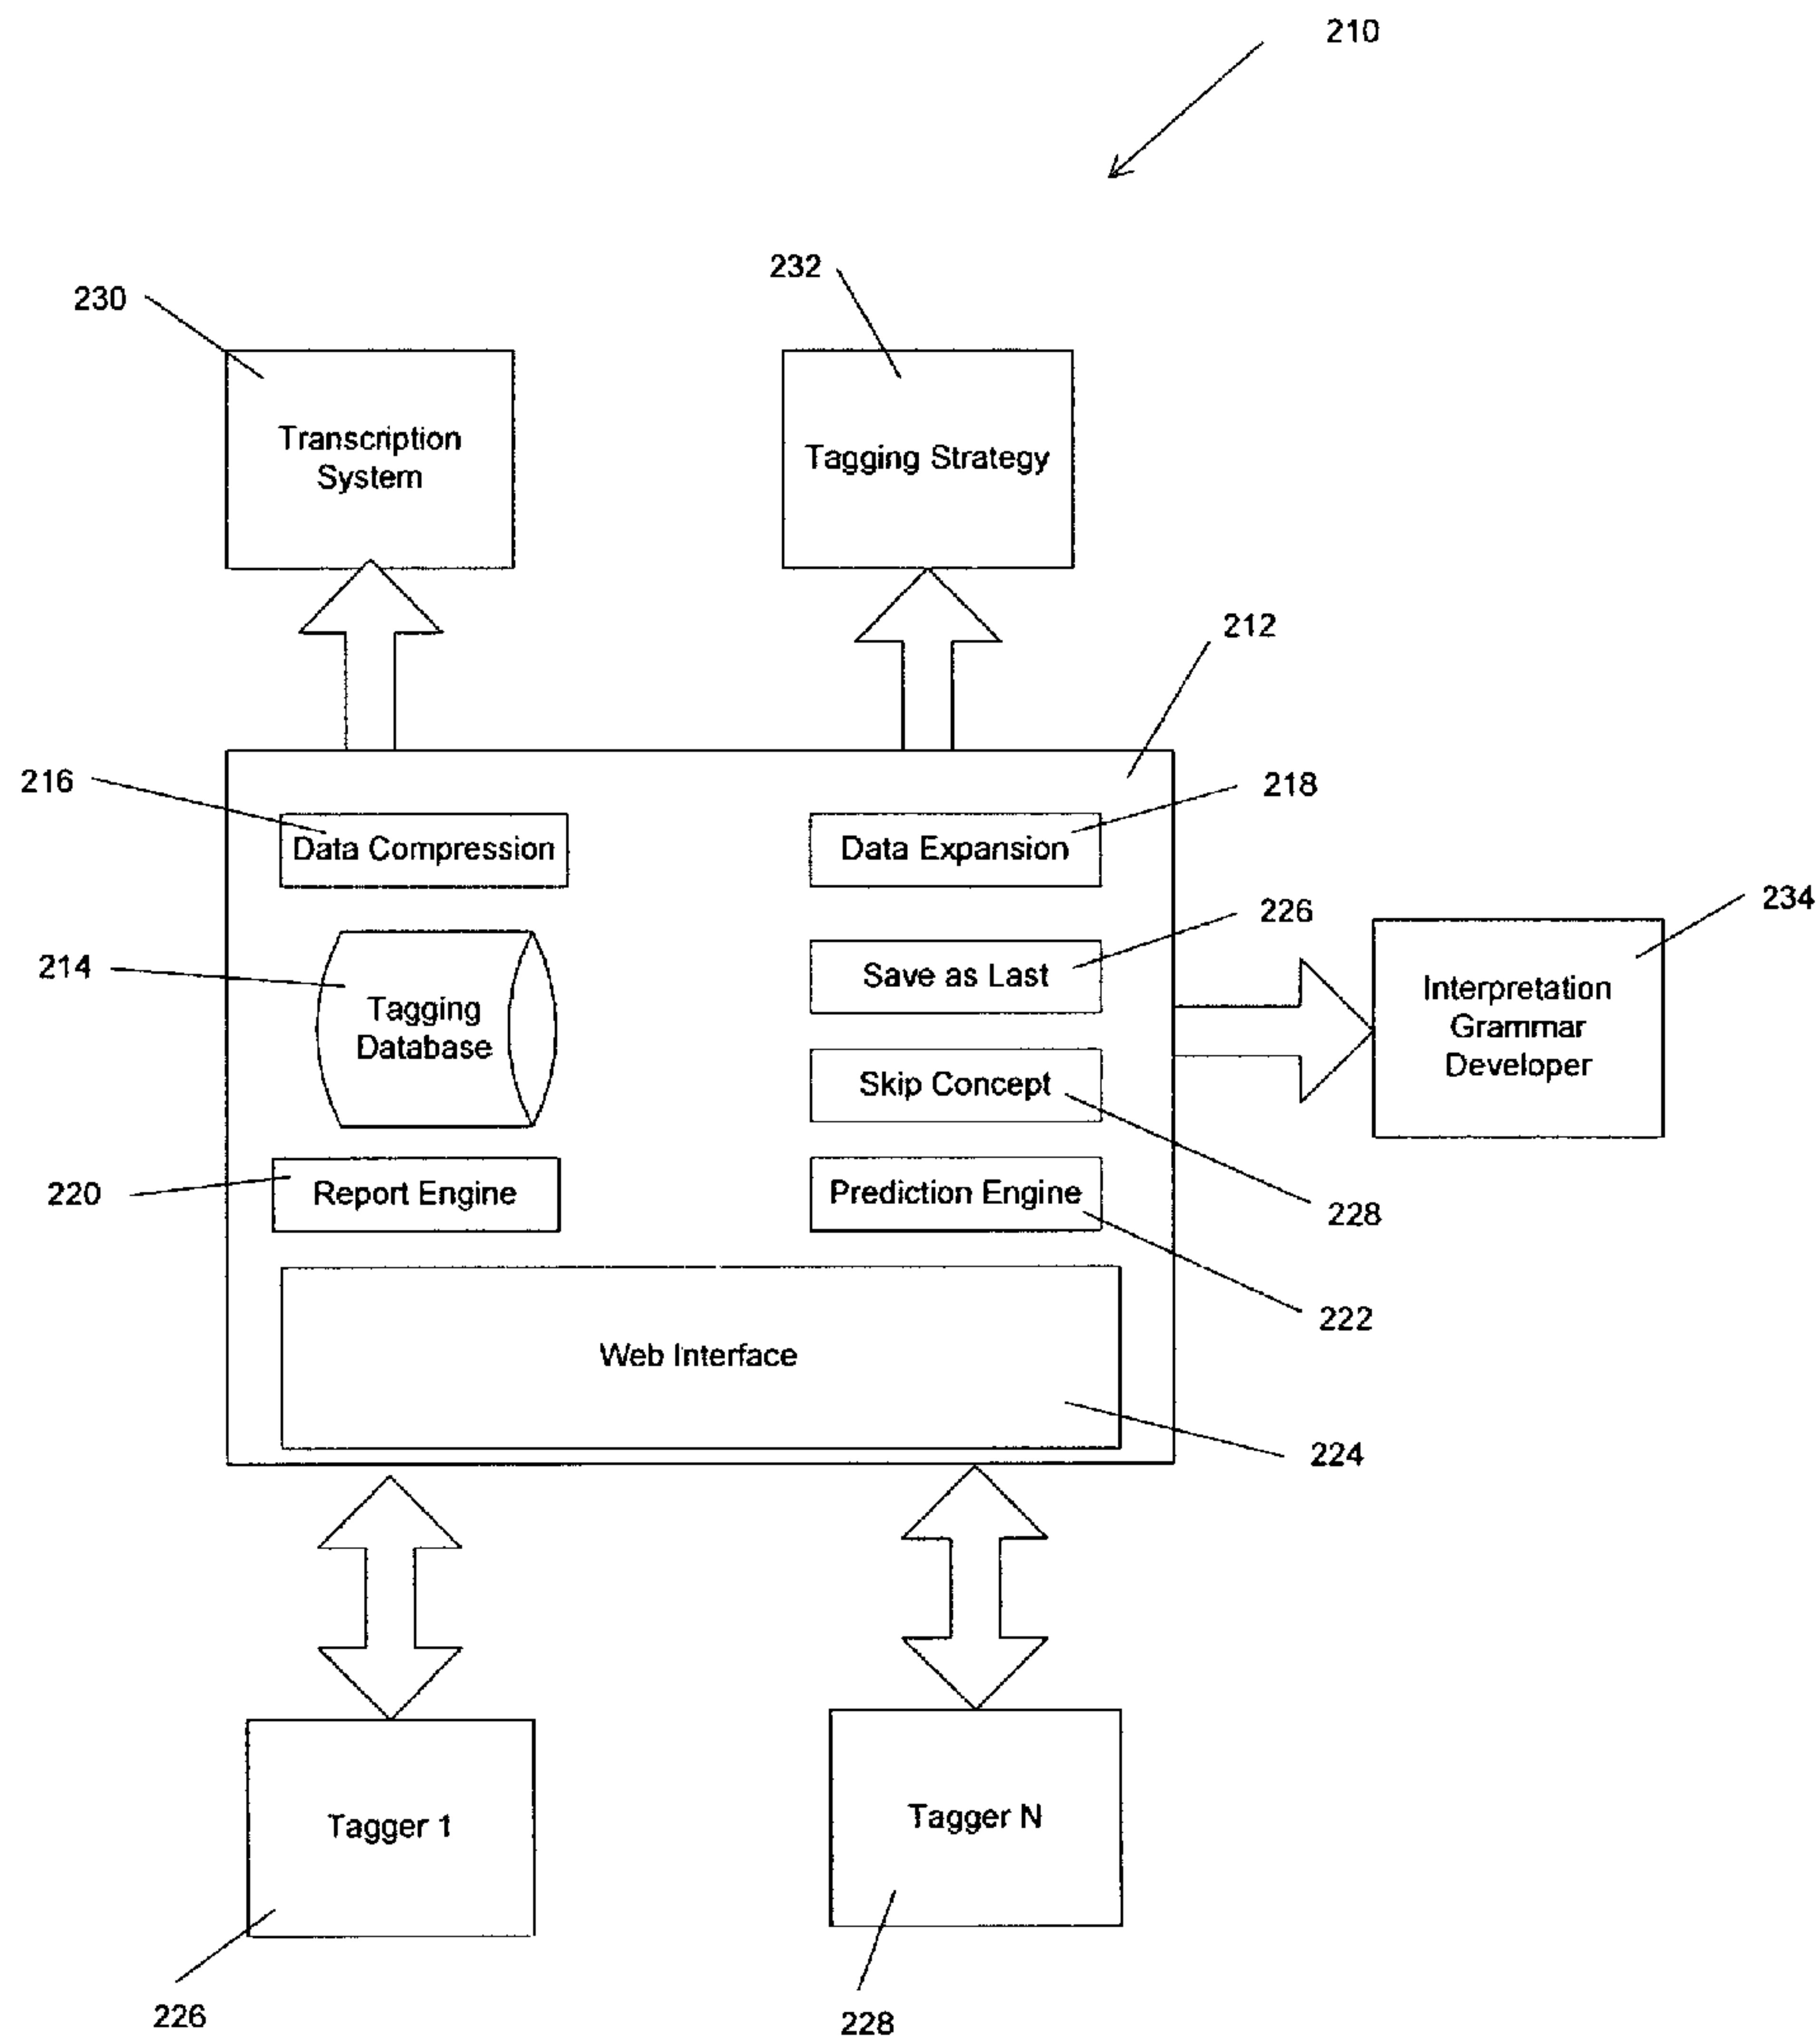 210
232
230
Transcription
System
Tagging Strategy
212
216
218
Data Compression
Data Expansion
226
234
214
Save as Last
Tagging
Database
Interpretation
Grammar
Developer
Skip Concept
220
Report Engine
Prediction Engine
228
222
Web Interface
224
Tagger 1
Tagger N
226
228